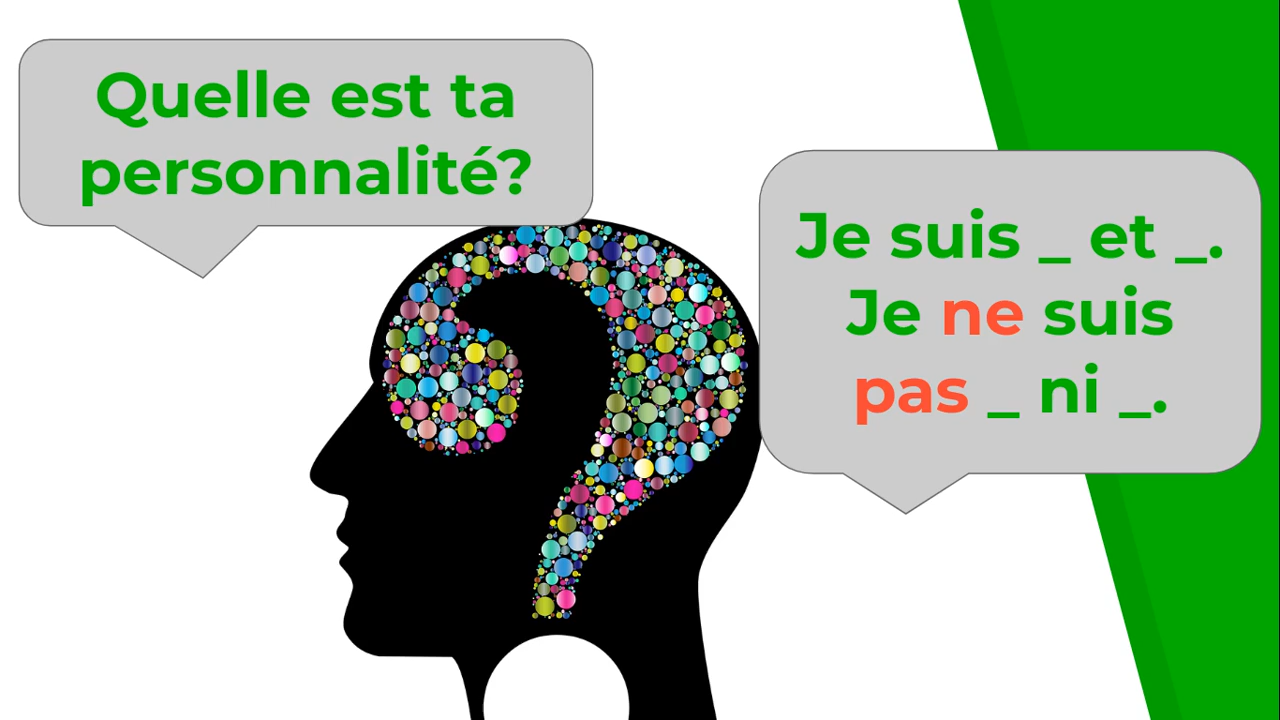 Quelle est ta
personnalité?
Je suis _ et _.
Je ne suis
pas _ ni _.